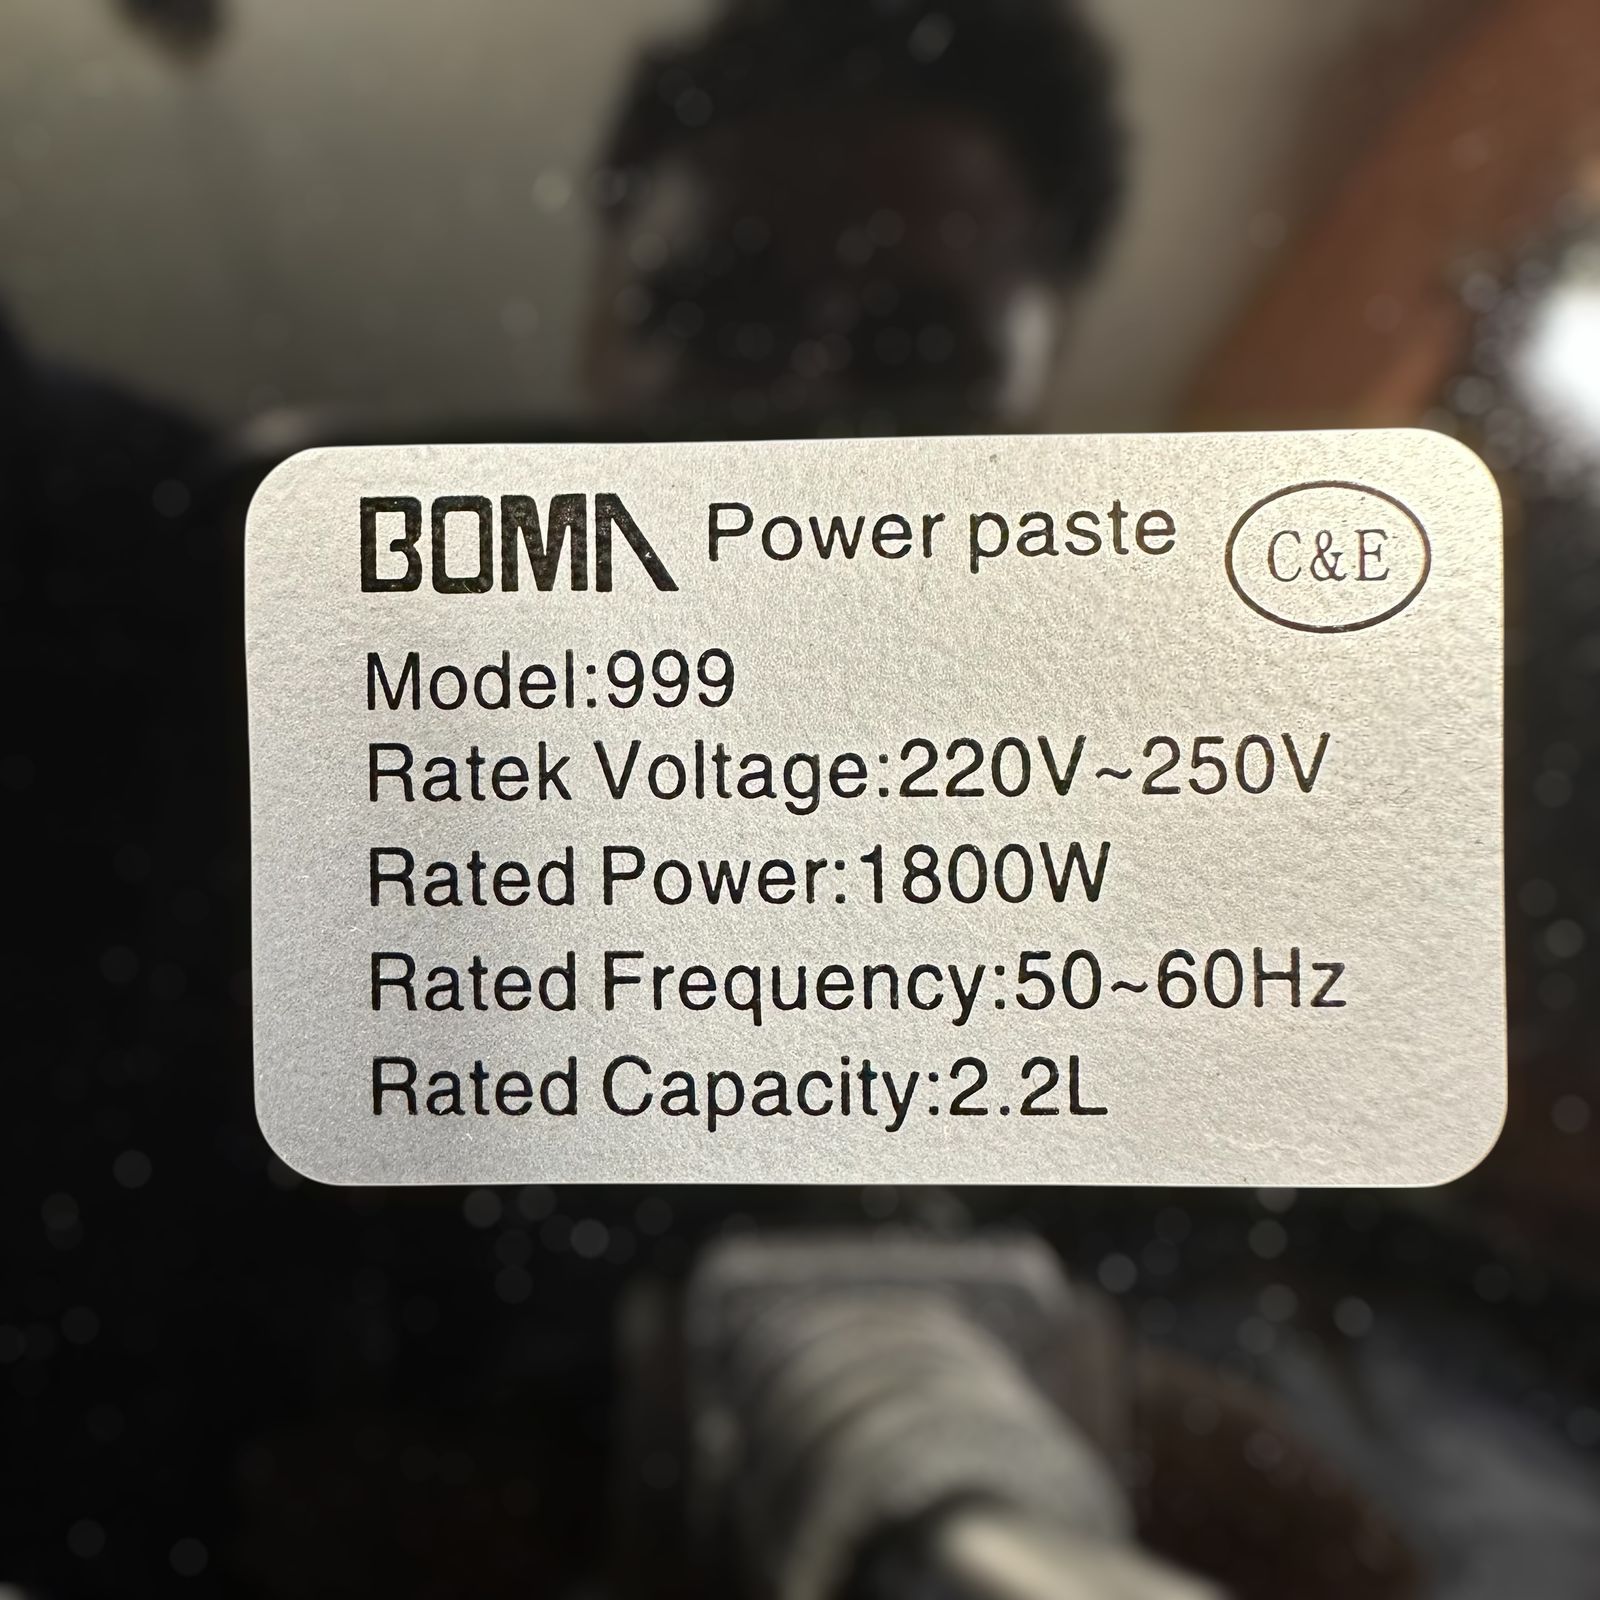 BOMA Power paste C&E
Model:999
Ratek Voltage:220V~250V
Rated Power:1800W
Rated Frequency:50~60Hz
Rated Capacity:2.2L